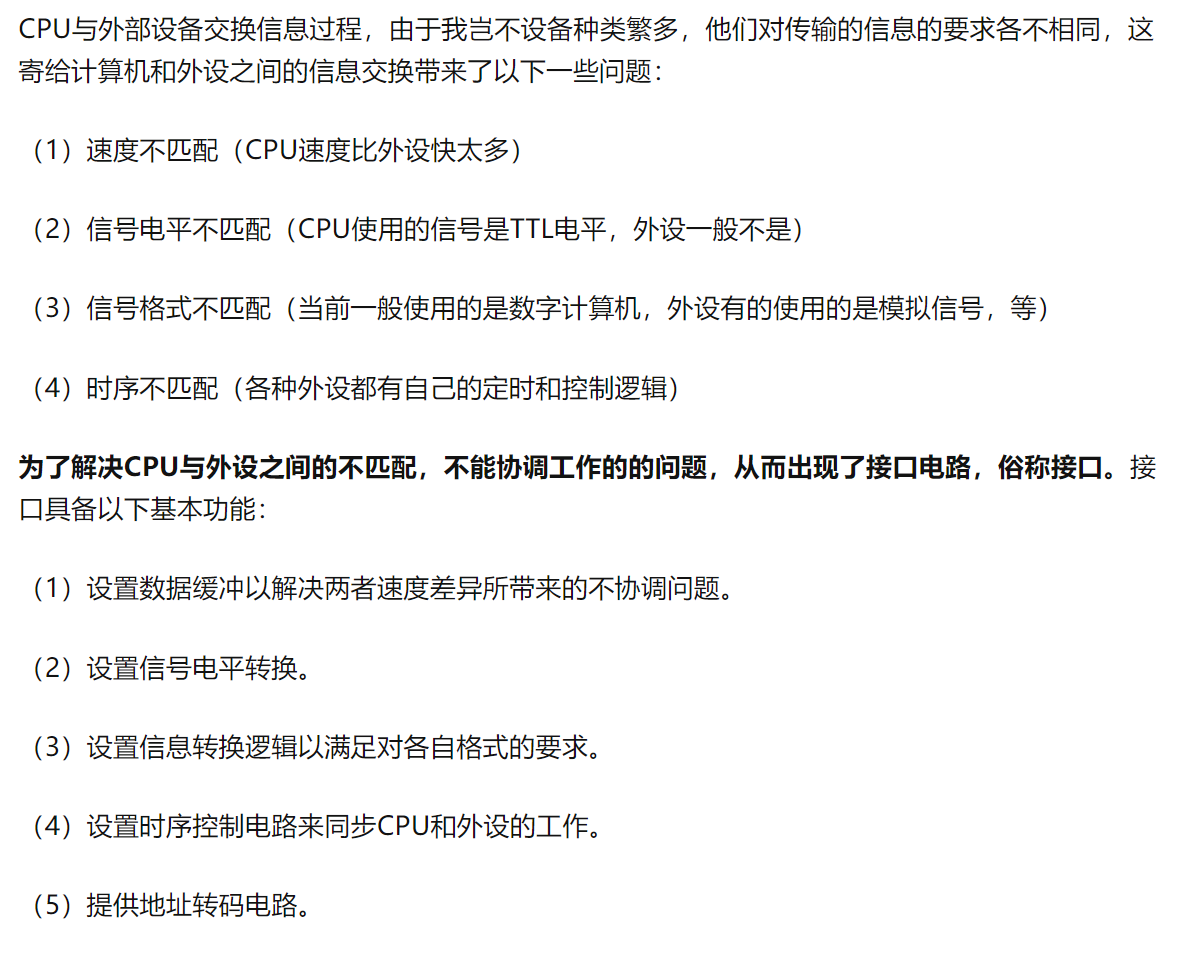 CPU与外部设备交换信息过程，由于我岂不设备种类繁多，他们对传输的信息的要求各不相同，这
寄给计算机和外设之间的信息交换带来了以下一些问题：
（1）速度不匹配（CPU速度比外设快太多）
（2）信号电平不匹配（CPU使用的信号是TTL电平，外设一般不是）
（3）信号格式不匹配（当前一般使用的是数字计算机，外设有的使用的是模拟信号，等）
（4）时序不匹配（各种外设都有自己的定时和控制逻辑）
为了解决CPU与外设之间的不匹配，不能协调工作的的问题，从而出现了接口电路，俗称接口。接
口具备以下基本功能：
（1）设置数据缓冲以解决两者速度差异所带来的不协调问题。
（2）设置信号电平转换。
（3）设置信息转换逻辑以满足对各自格式的要求。
（4）设置时序控制电路来同步CPU和外设的工作。
（5）提供地址转码电路。